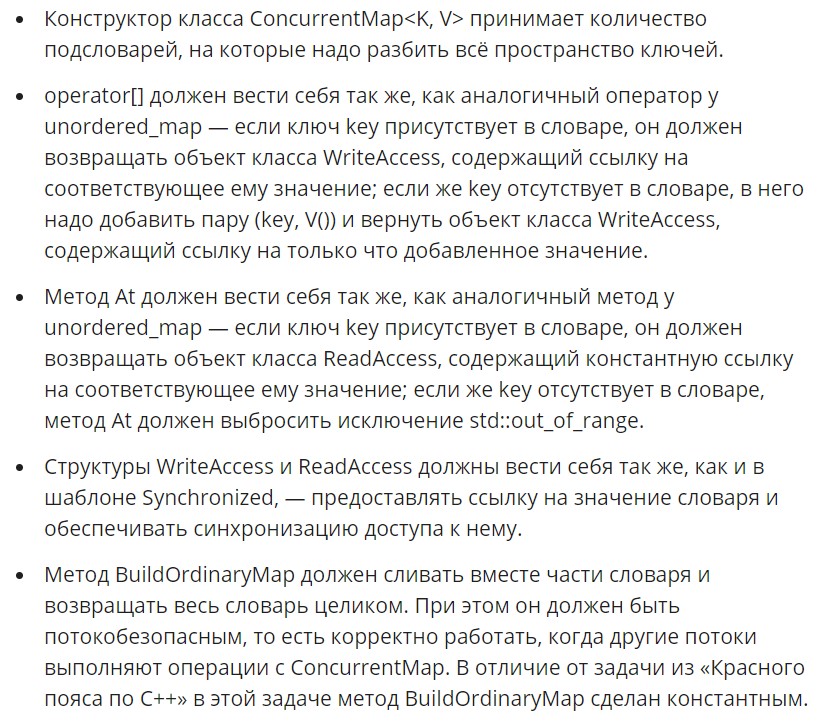 • Конструктор класса ConcurrentMap<K, V> принимает количество
подсловарей, на которые надо разбить всё пространство ключей.
• operator[] должен вести себя так же, как аналогичный оператор у
unordered_map — если ключ key присутствует в словаре, он должен
возвращать объект класса WriteAccess, содержащий ссылку на
соответствующее ему значение; если же key отсутствует в словаре, в него
надо добавить пару (key, V()) и вернуть объект класса WriteAccess,
содержащий ссылку на только что добавленное значение.
• Метод At должен вести себя так же, как аналогичный метод у
unordered_map — если ключ key присутствует в словаре, он должен
возвращать объект класса ReadAccess, содержащий константную ссылку
на соответствующее ему значение; если же key отсутствует в словаре,
метод At должен выбросить исключение std::out_of_range.
• Структуры WriteAccess и ReadAccess должны вести себя так же, как и в
шаблоне Synchronized, — предоставлять ссылку на значение словаря и
обеспечивать синхронизацию доступа к нему.
• Метод BuildOrdinaryMap должен сливать вместе части словаря и
возвращать весь словарь целиком. При этом он должен быть
потокобезопасным, то есть корректно работать, когда другие потоки
выполняют операции с ConcurrentMap. В отличие от задачи из «Красного
пояса по C++» в этой задаче метод BuildOrdinaryMap сделан константным.